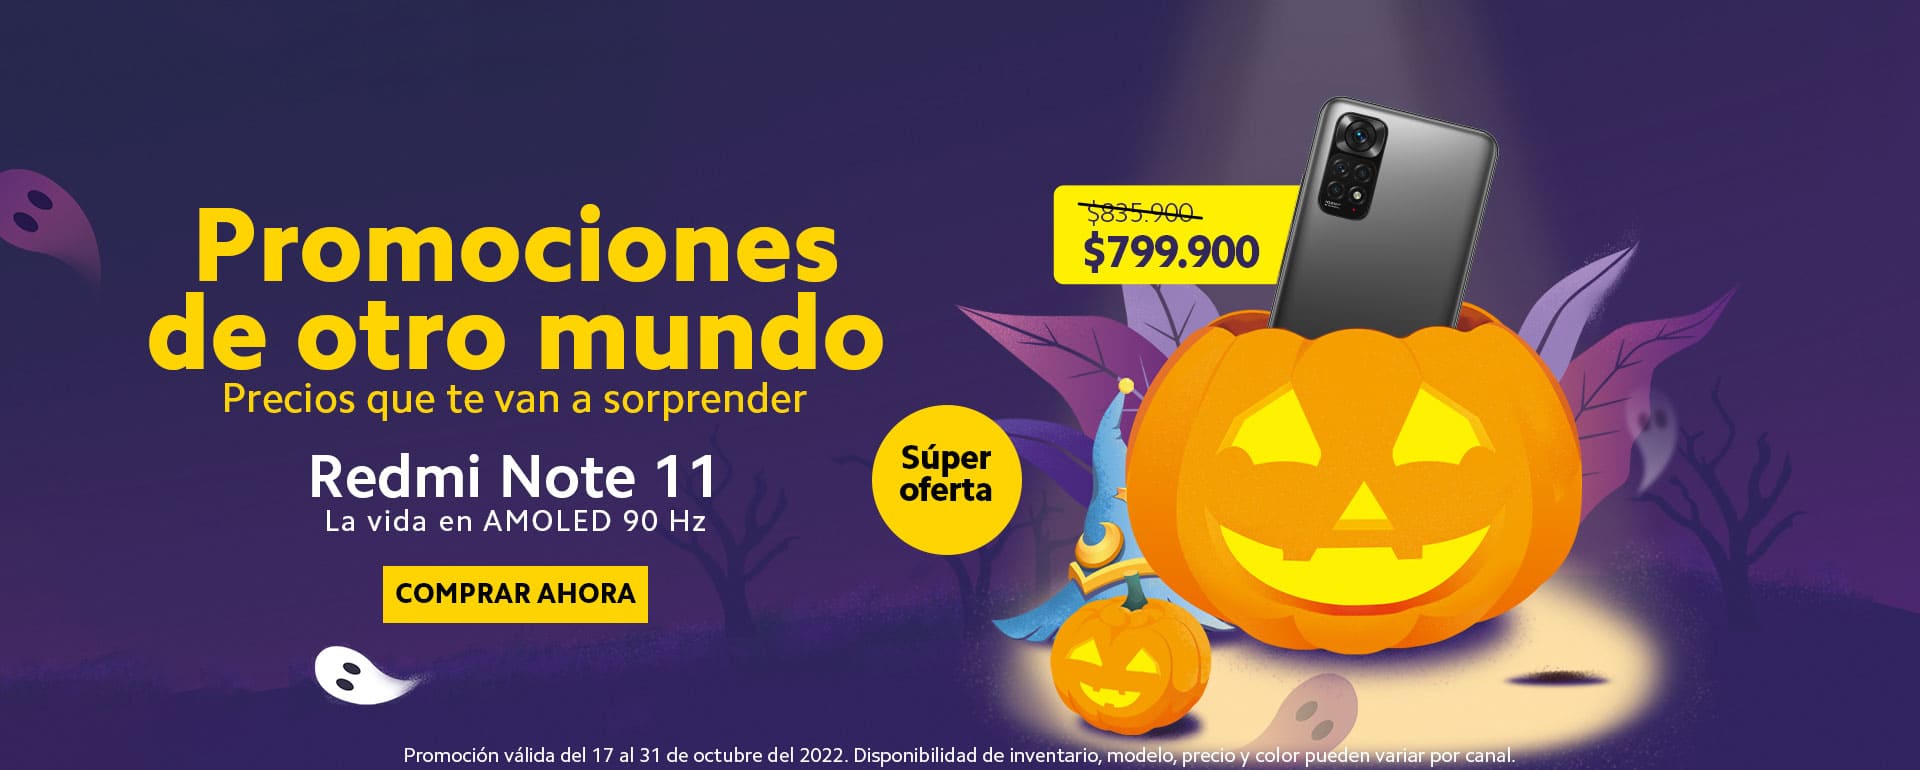 Promociones
de otro mundo
Precios que te van a sorprender
Redmi Note 11
La vida en AMOLED 90 Hz
COMPRAR AHORA
Súper
oferta
$835.900
$799.900
Promoción válida del 17 al 31 de octubre del 2022. Disponibilidad de inventario, modelo, precio y color pueden variar por canal.